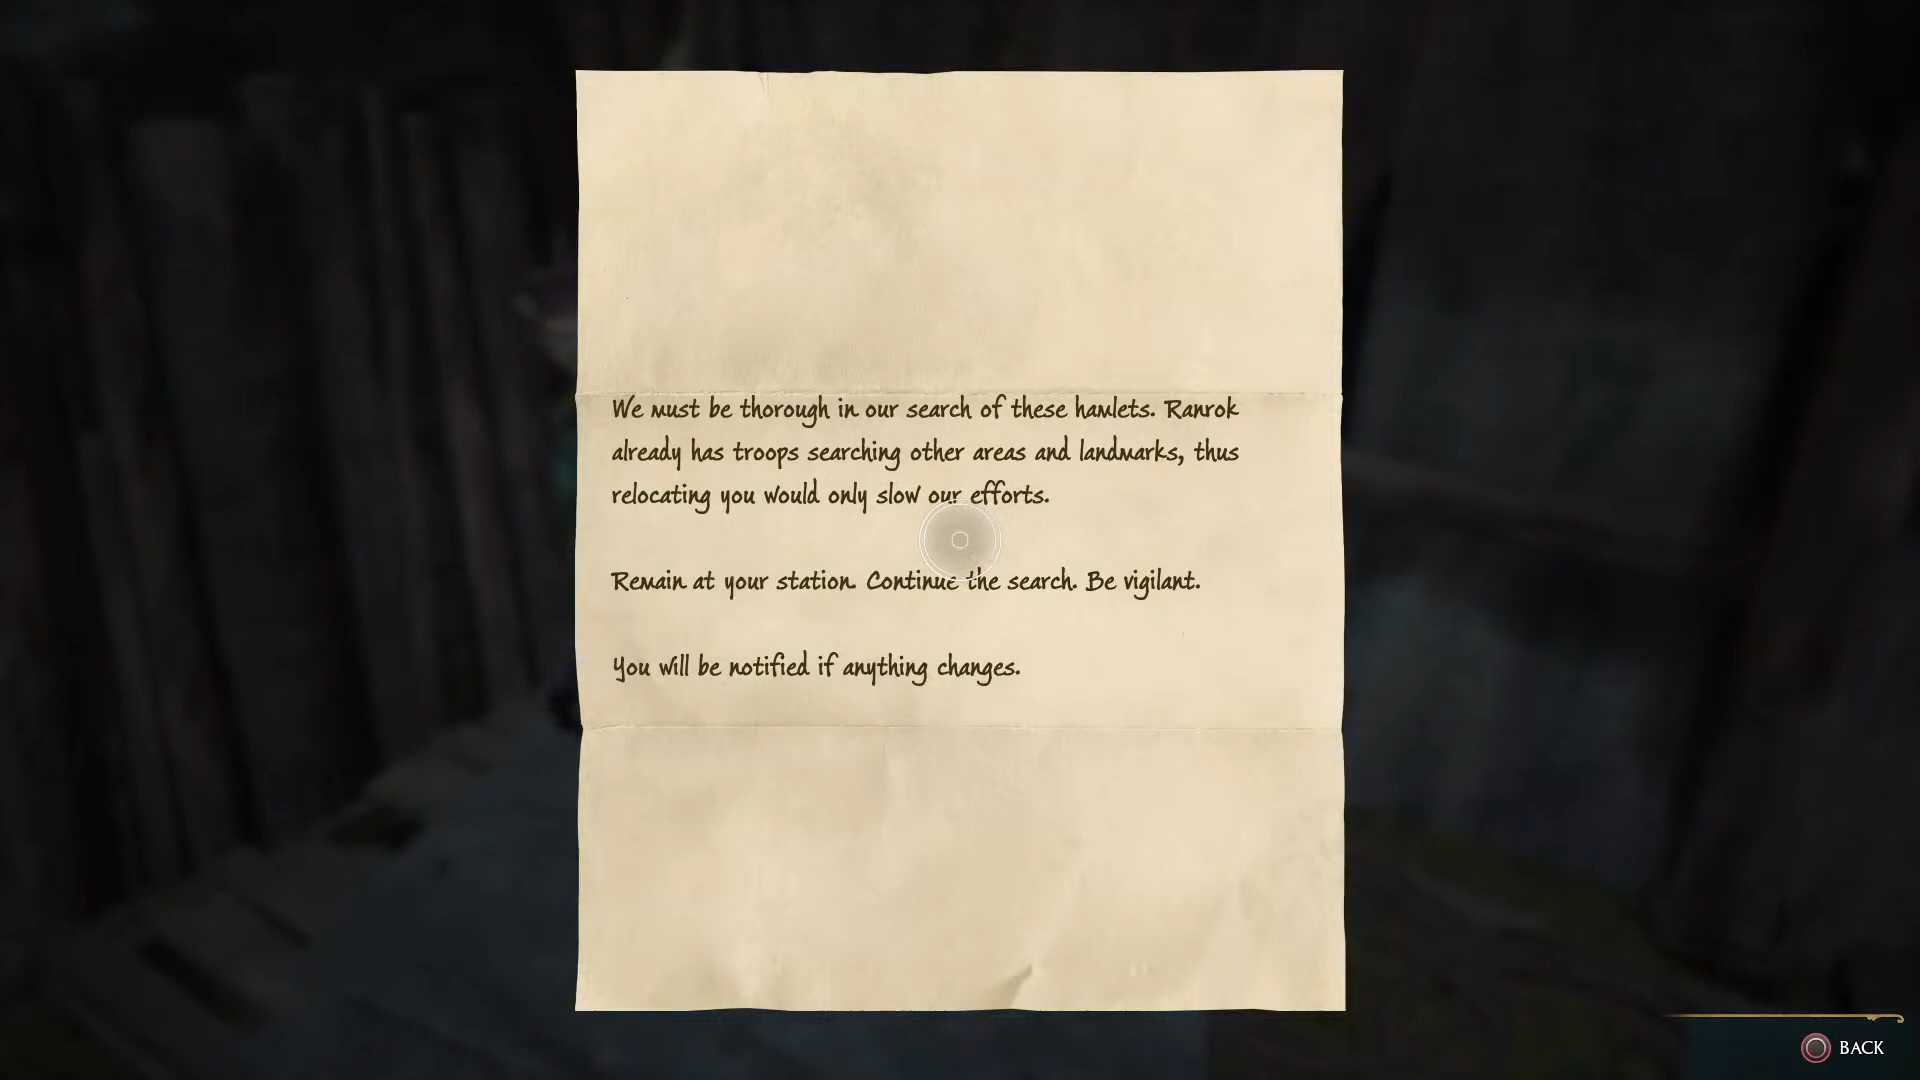 We must be thorough in our search of these hamlets. Ranrok
already has troops searching other areas and landmarks, thus
relocating you would only slow our efforts.
Remain at your station. Continue the search. Be vigilant.
You will be notified if anything changes.
BACK